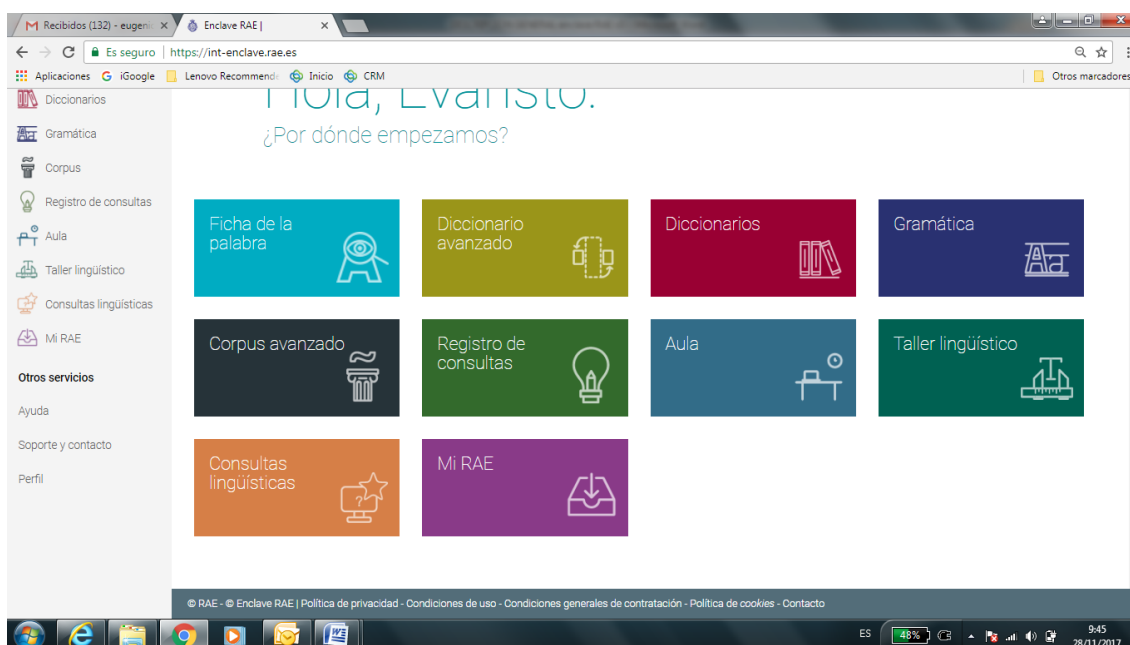 Recibidos (132) - eugeni
Enclave RAE |
Es seguro | https://int-enclave.rae.es
Aplicaciones
iGoogle
Lenovo Recommend
Inicio
CRM
Otros marcadores
Diccionarios
Gramática
Corpus
Registro de consultas
Aula
Taller lingüístico
Consultas lingüísticas
Mi RAE
Otros servicios
Ayuda
Soporte y contacto
Perfil
Hola, Evaristo.
¿Por dónde empezamos?
Ficha de la
palabra
Diccionario
avanzado
Diccionarios
Gramática
Corpus avanzado
Registro de
consultas
Aula
Taller lingüístico
Consultas
lingüísticas
Mi RAE
© RAE - © Enclave RAE | Política de privacidad - Condiciones de uso - Condiciones generales de contratación - Política de cookies - Contacto
ES
48%
9:45
28/11/2017